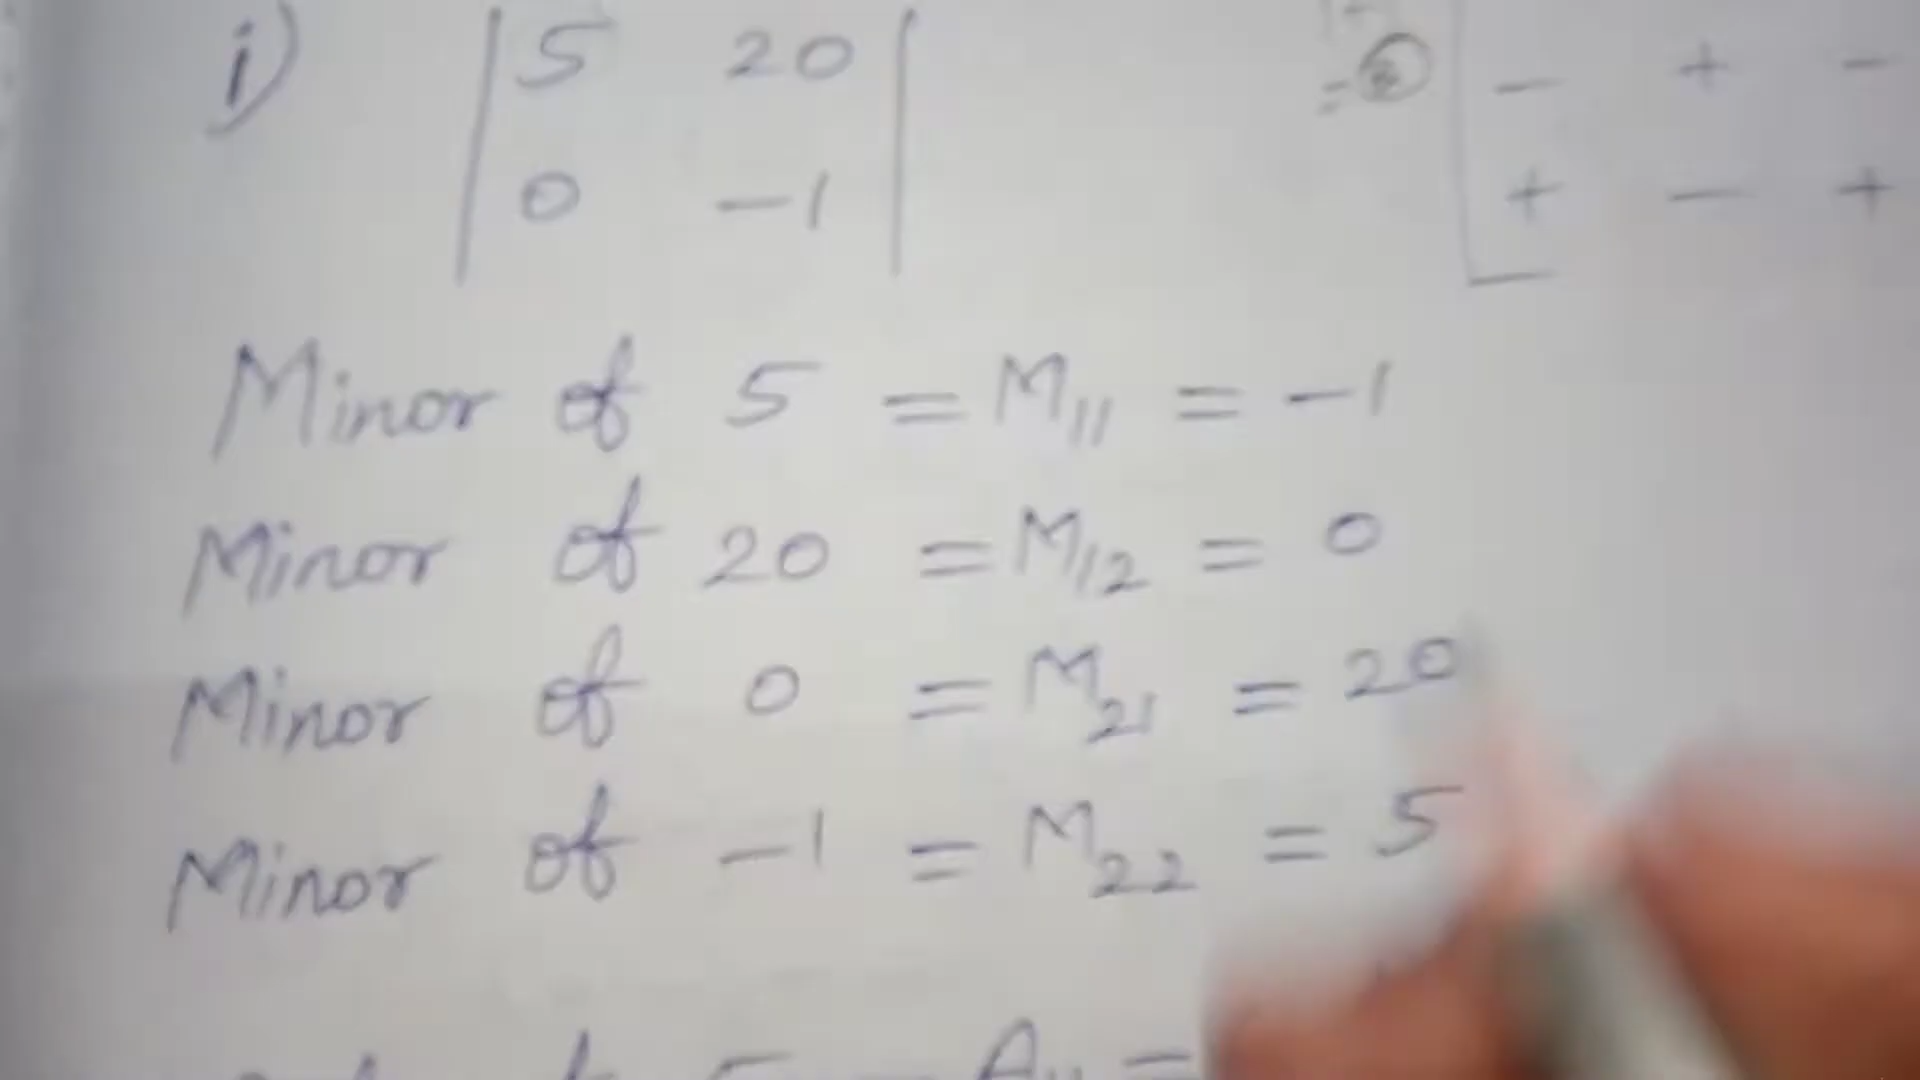 i) | 5 20 |
| 0 -1 |
= ② [ - + -
+ - +
Minor of 5 = M11 = -1
Minor of 20 = M12 = 0
Minor of 0 = M21 = 20
Minor of -1 = M22 = 5